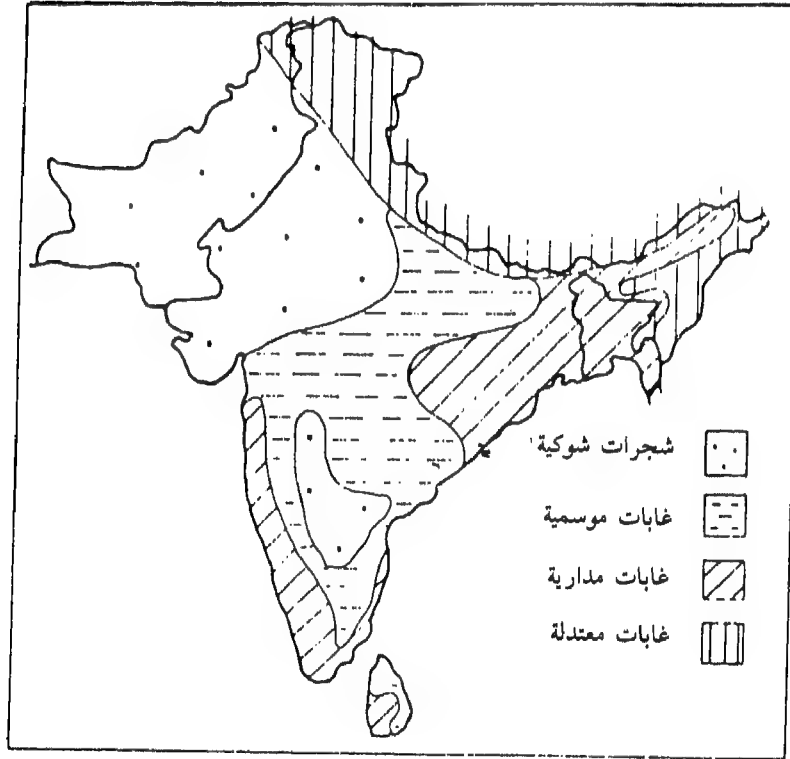 شجرات شوكية
غابات موسمية
غابات مدارية
غابات معتدلة